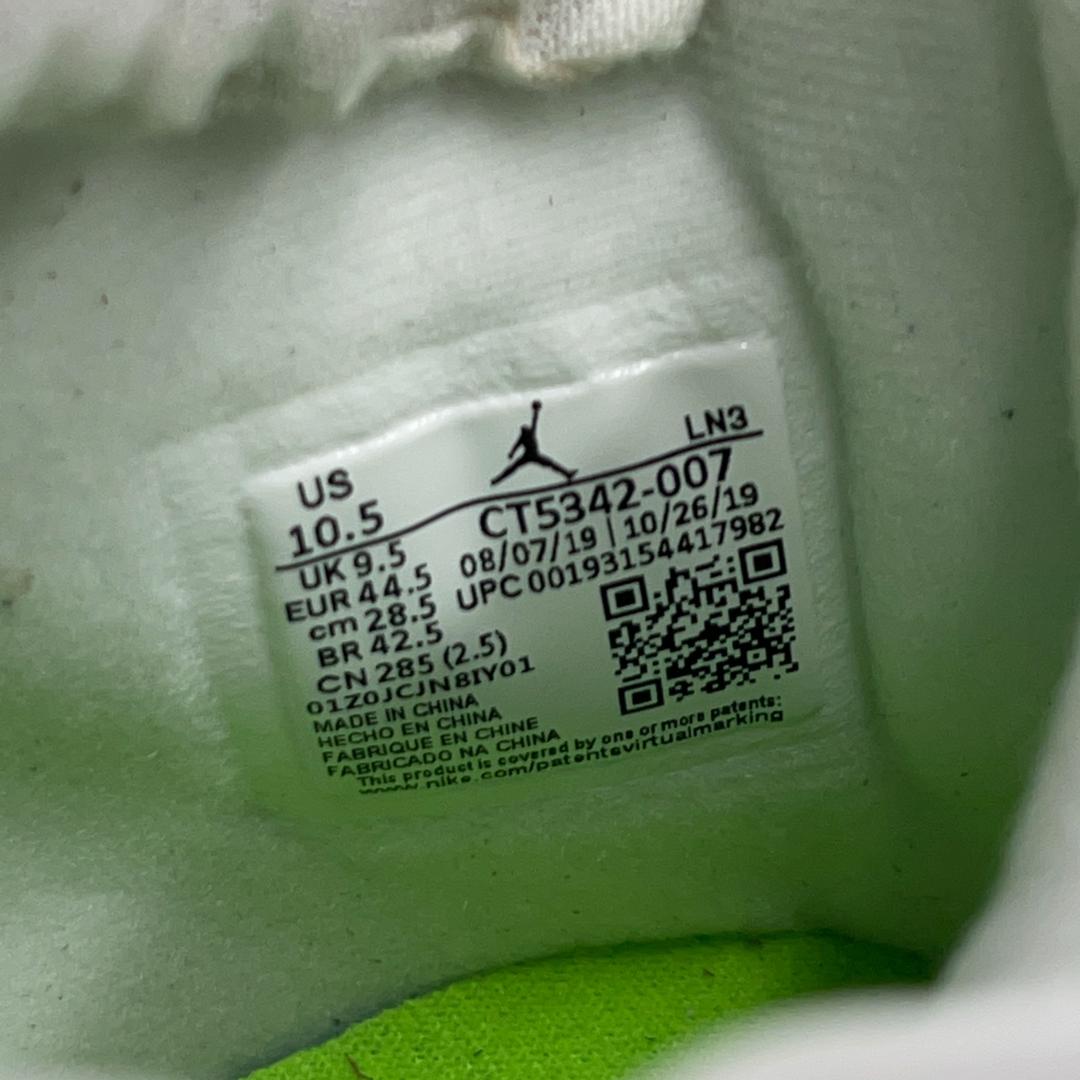 US
10.5
LN3
UK 9.5
CT5342-007
EUR 44.5
08/07/19 | 10/26/19
cm 28.5
UPC 00193154417982
BR 42.5
CN 285 (2.5)
01Z0JCJN8IY01
MADE IN CHINA
HECHO EN CHINA
FABRIQUE EN CHINE
FABRICADO NA CHINA
This product is covered by one or more patents:
www.nike.com/patentsvirtualmarking